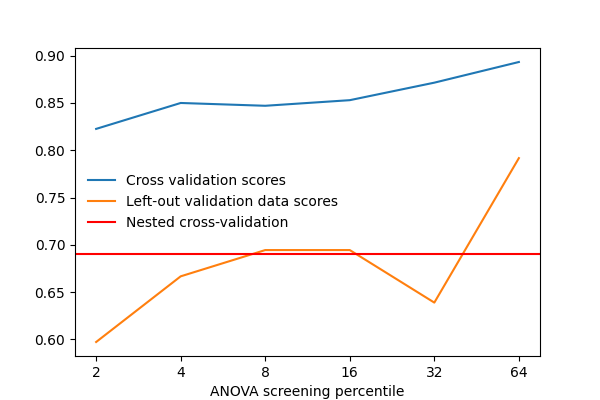 0.90
0.85
0.80
0.75
0.70
0.65
0.60
Cross validation scores
Left-out validation data scores
Nested cross-validation
2 4 8 16 32 64
ANOVA screening percentile